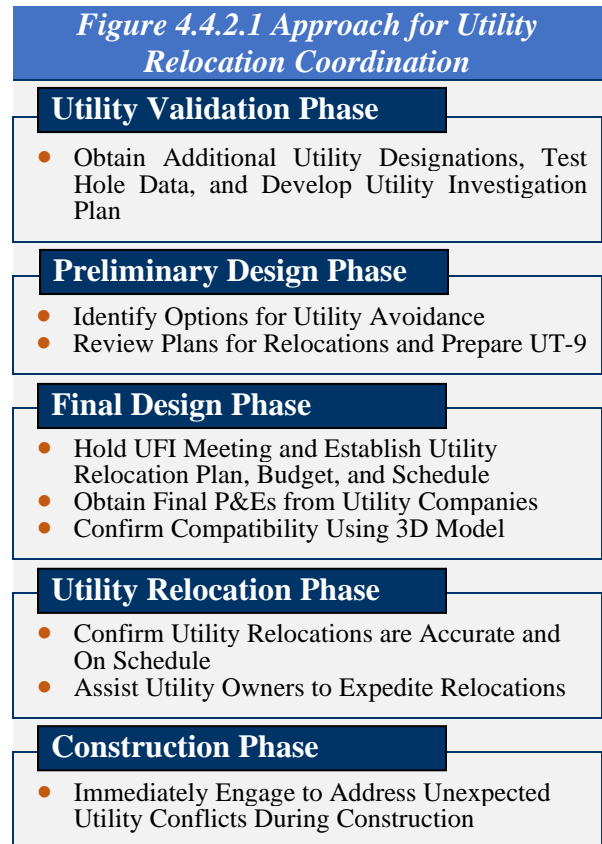 Figure 4.4.2.1 Approach for Utility
Relocation Coordination
Utility Validation Phase
• Obtain Additional Utility Designations, Test
Hole Data, and Develop Utility Investigation
Plan
Preliminary Design Phase
• Identify Options for Utility Avoidance
• Review Plans for Relocations and Prepare UT-9
Final Design Phase
• Hold UFI Meeting and Establish Utility
Relocation Plan, Budget, and Schedule
• Obtain Final P&Es from Utility Companies
• Confirm Compatibility Using 3D Model
Utility Relocation Phase
• Confirm Utility Relocations are Accurate and
On Schedule
• Assist Utility Owners to Expedite Relocations
Construction Phase
• Immediately Engage to Address Unexpected
Utility Conflicts During Construction